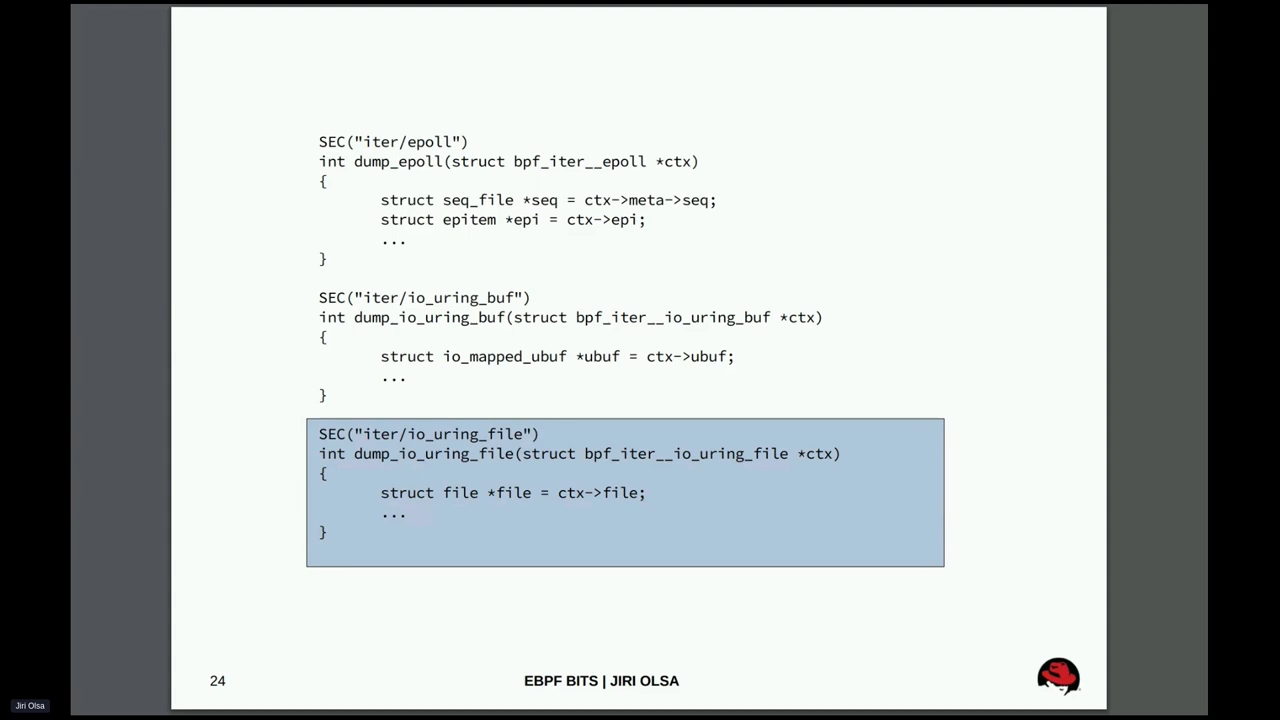 SEC("iter/epoll")
int dump_epoll(struct bpf_iter__epoll *ctx)
{
struct seq_file *seq = ctx->meta->seq;
struct epitem *epi = ctx->epi;
...
}
SEC("iter/io_uring_buf")
int dump_io_uring_buf(struct bpf_iter__io_uring_buf *ctx)
{
struct io_mapped_ubuf *ubuf = ctx->ubuf;
...
}
SEC("iter/io_uring_file")
int dump_io_uring_file(struct bpf_iter__io_uring_file *ctx)
{
struct file *file = ctx->file;
...
}
24
EBPF BITS | JIRI OLSA
Jiri Olsa